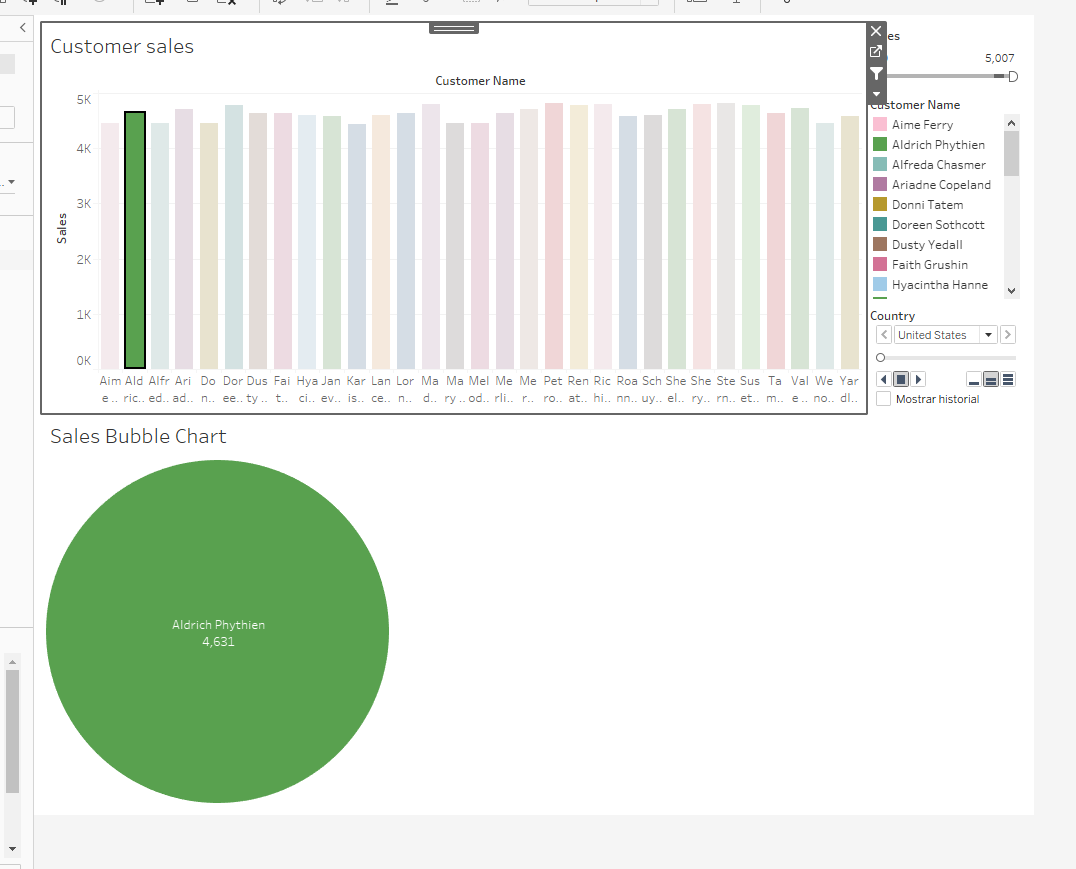 Customer sales
Customer Name
5K
4K
3K
2K
1K
0K
Sales
Aim Ald Alfr Ari Do Dor Dus Fai Hya Jan Kar Lan Lor Ma Ma Mel Me Me Pet Ren Ric Roa Sch She She Ste Sus Ta Val We Yar
e .. ric.. ed.. ad.. n.. ee.. ty .. t.. ci.. ev.. is.. ce.. n.. d.. ry .. od.. rli.. r.. ro.. at.. hi.. nn.. uy.. el.. ry.. rn.. et.. m.. e .. no.. dl..
es
5,007
Customer Name
Aime Ferry
Aldrich Phythien
Alfreda Chasmer
Ariadne Copeland
Donni Tatem
Doreen Sothcott
Dusty Yedall
Faith Grushin
Hyacintha Hanne
Country
United States
Mostrar historial
Sales Bubble Chart
Aldrich Phythien
4,631